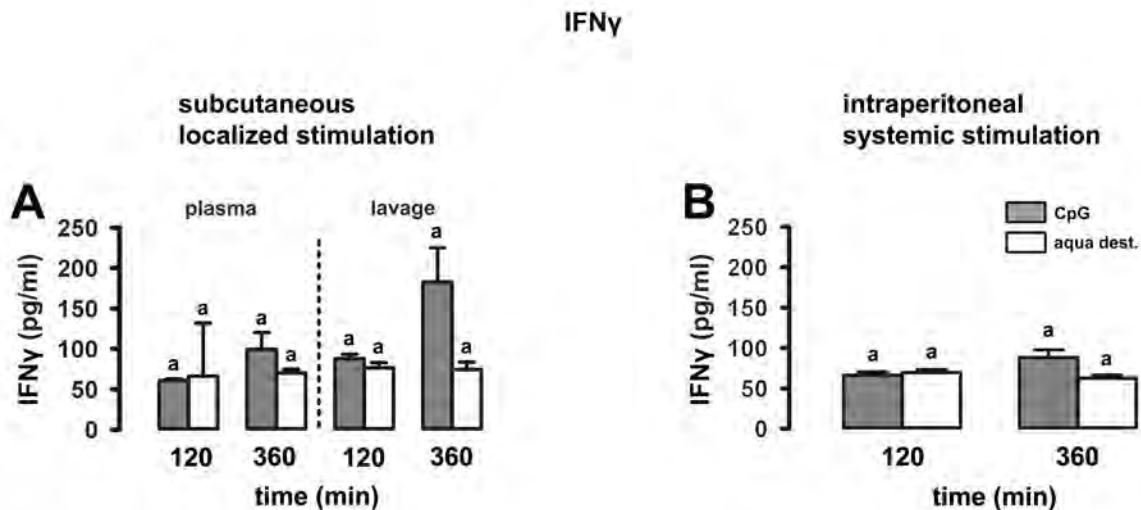 IFNγ
subcutaneous
localized stimulation
intraperitoneal
systemic stimulation
A
plasma
lavage
IFNγ (pg/ml)
250
200
150
100
50
0
a
a
a
a
a
a
a
a
120
360
120
360
time (min)
B
CpG
aqua dest.
IFNγ (pg/ml)
250
200
150
100
50
0
a
a
a
a
120
360
time (min)